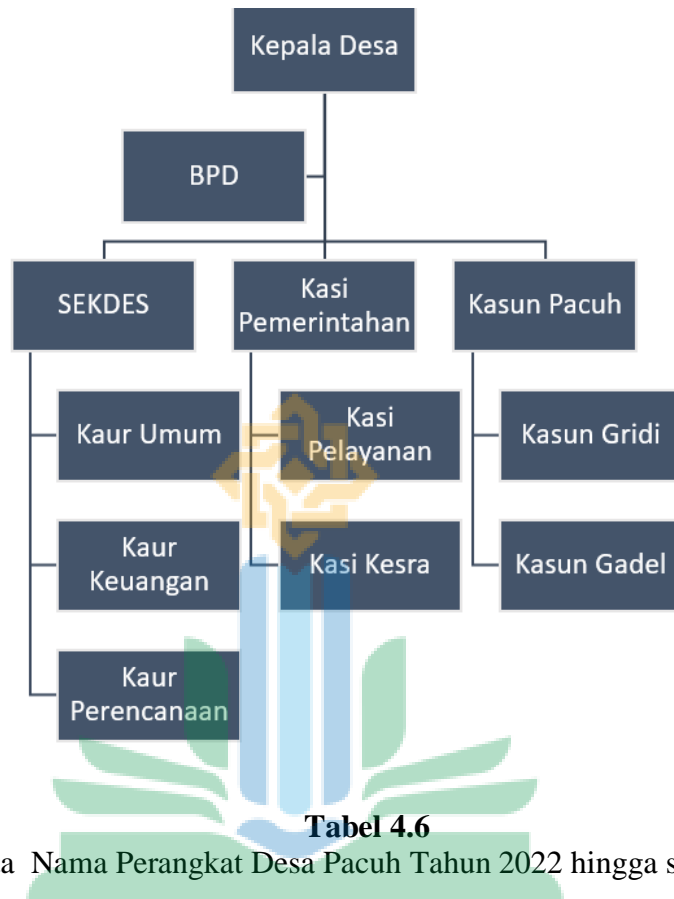 Kepala Desa
BPD
SEKDES
Kasi
Pemerintahan
Kasun Pacuh
Kaur Umum
Kasi
Pelayanan
Kasun Gridi
Kaur
Keuangan
Kasi Kesra
Kasun Gadel
Kaur
Perencanaan
Tabel 4.6
Nama Perangkat Desa Pacuh Tahun 2022 hingga